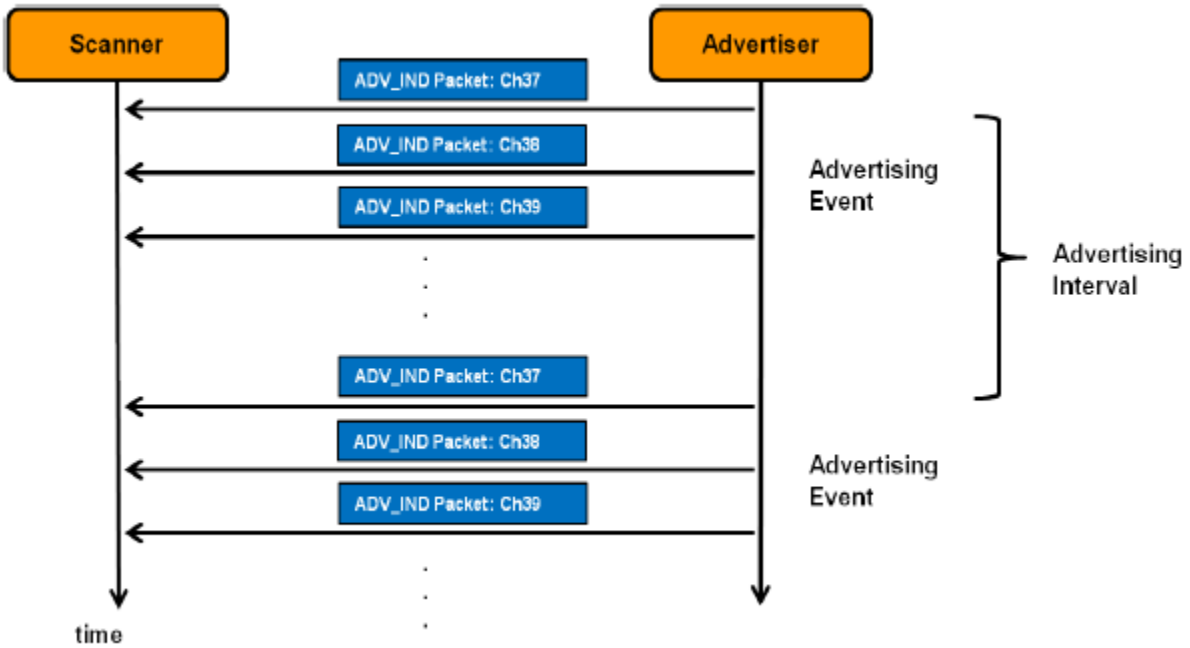 Scanner
Advertiser
ADV_IND Packet: Ch37
ADV_IND Packet: Ch38
ADV_IND Packet: Ch39
Advertising
Event
Advertising
Interval
ADV_IND Packet: Ch37
ADV_IND Packet: Ch38
ADV_IND Packet: Ch39
Advertising
Event
time